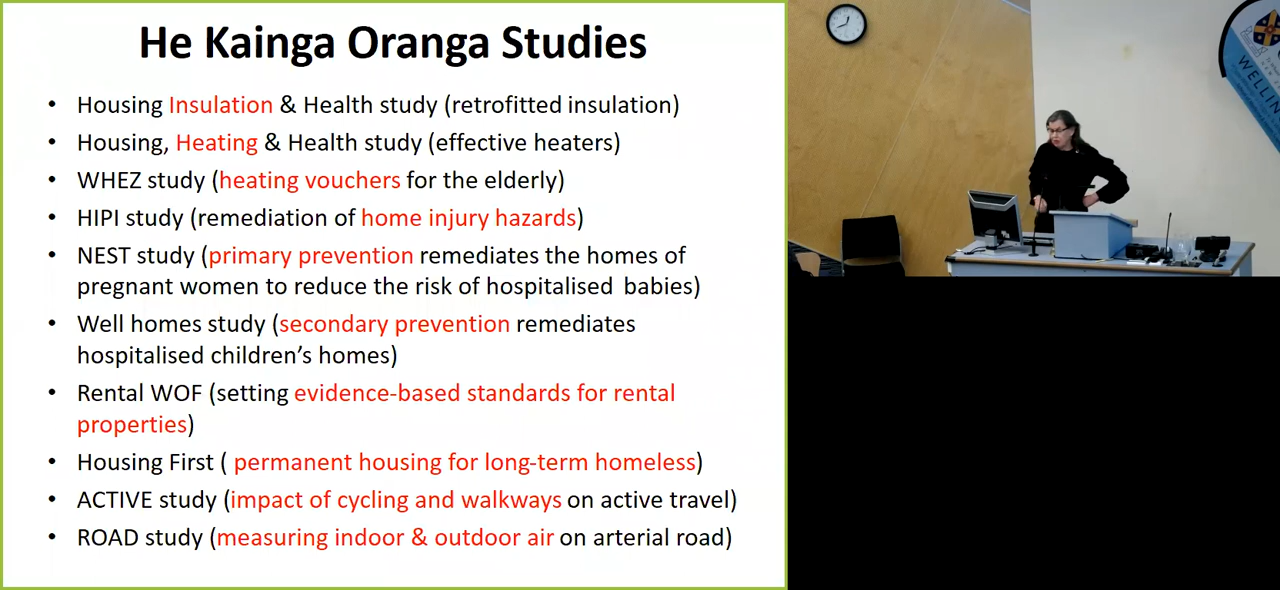 He Kainga Oranga Studies
• Housing Insulation & Health study (retrofitted insulation)
• Housing, Heating & Health study (effective heaters)
• WHEZ study (heating vouchers for the elderly)
• HIPI study (remediation of home injury hazards)
• NEST study (primary prevention remediates the homes of
pregnant women to reduce the risk of hospitalised babies)
• Well homes study (secondary prevention remediates
hospitalised children’s homes)
• Rental WOF (setting evidence-based standards for rental
properties)
• Housing First ( permanent housing for long-term homeless)
• ACTIVE study (impact of cycling and walkways on active travel)
• ROAD study (measuring indoor & outdoor air on arterial road)
WELLIN